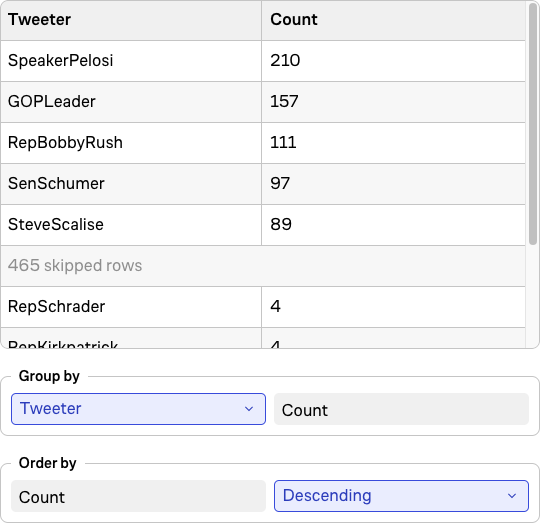 Tweeter Count
SpeakerPelosi 210
GOPLeader 157
RepBobbyRush 111
SenSchumer 97
SteveScalise 89
465 skipped rows
RepSchrader 4
RepKirkpatrick 4
Group by
Tweeter Count
Order by
Count Descending